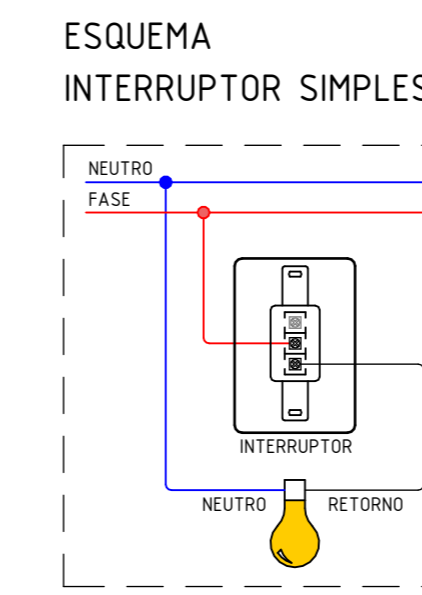 ESQUEMA
INTERRUPTOR SIMPLES
NEUTRO
FASE
INTERRUPTOR
NEUTRO
RETORNO